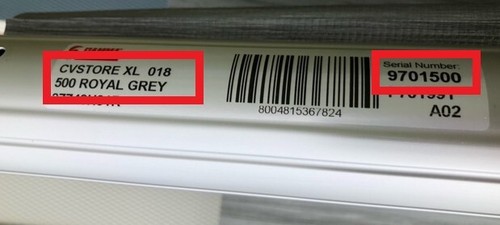 CVSTORE XL 018
500 ROYAL GREY
8004815367824
Serial Number:
9701500
A02